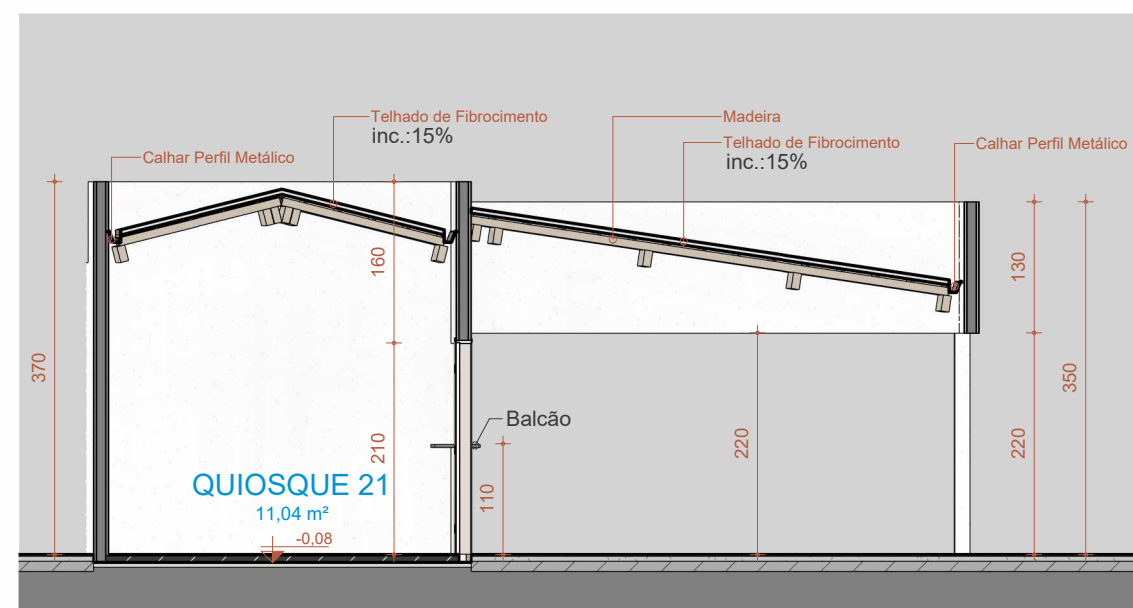 Telhado de Fibrocimento
inc.:15%
Madeira
Telhado de Fibrocimento
inc.:15%
Calhar Perfil Metálico
Calhar Perfil Metálico
370
160
210
130
350
220
220
110
Balcão
QUIOSQUE 21
11,04 m²
-0,08